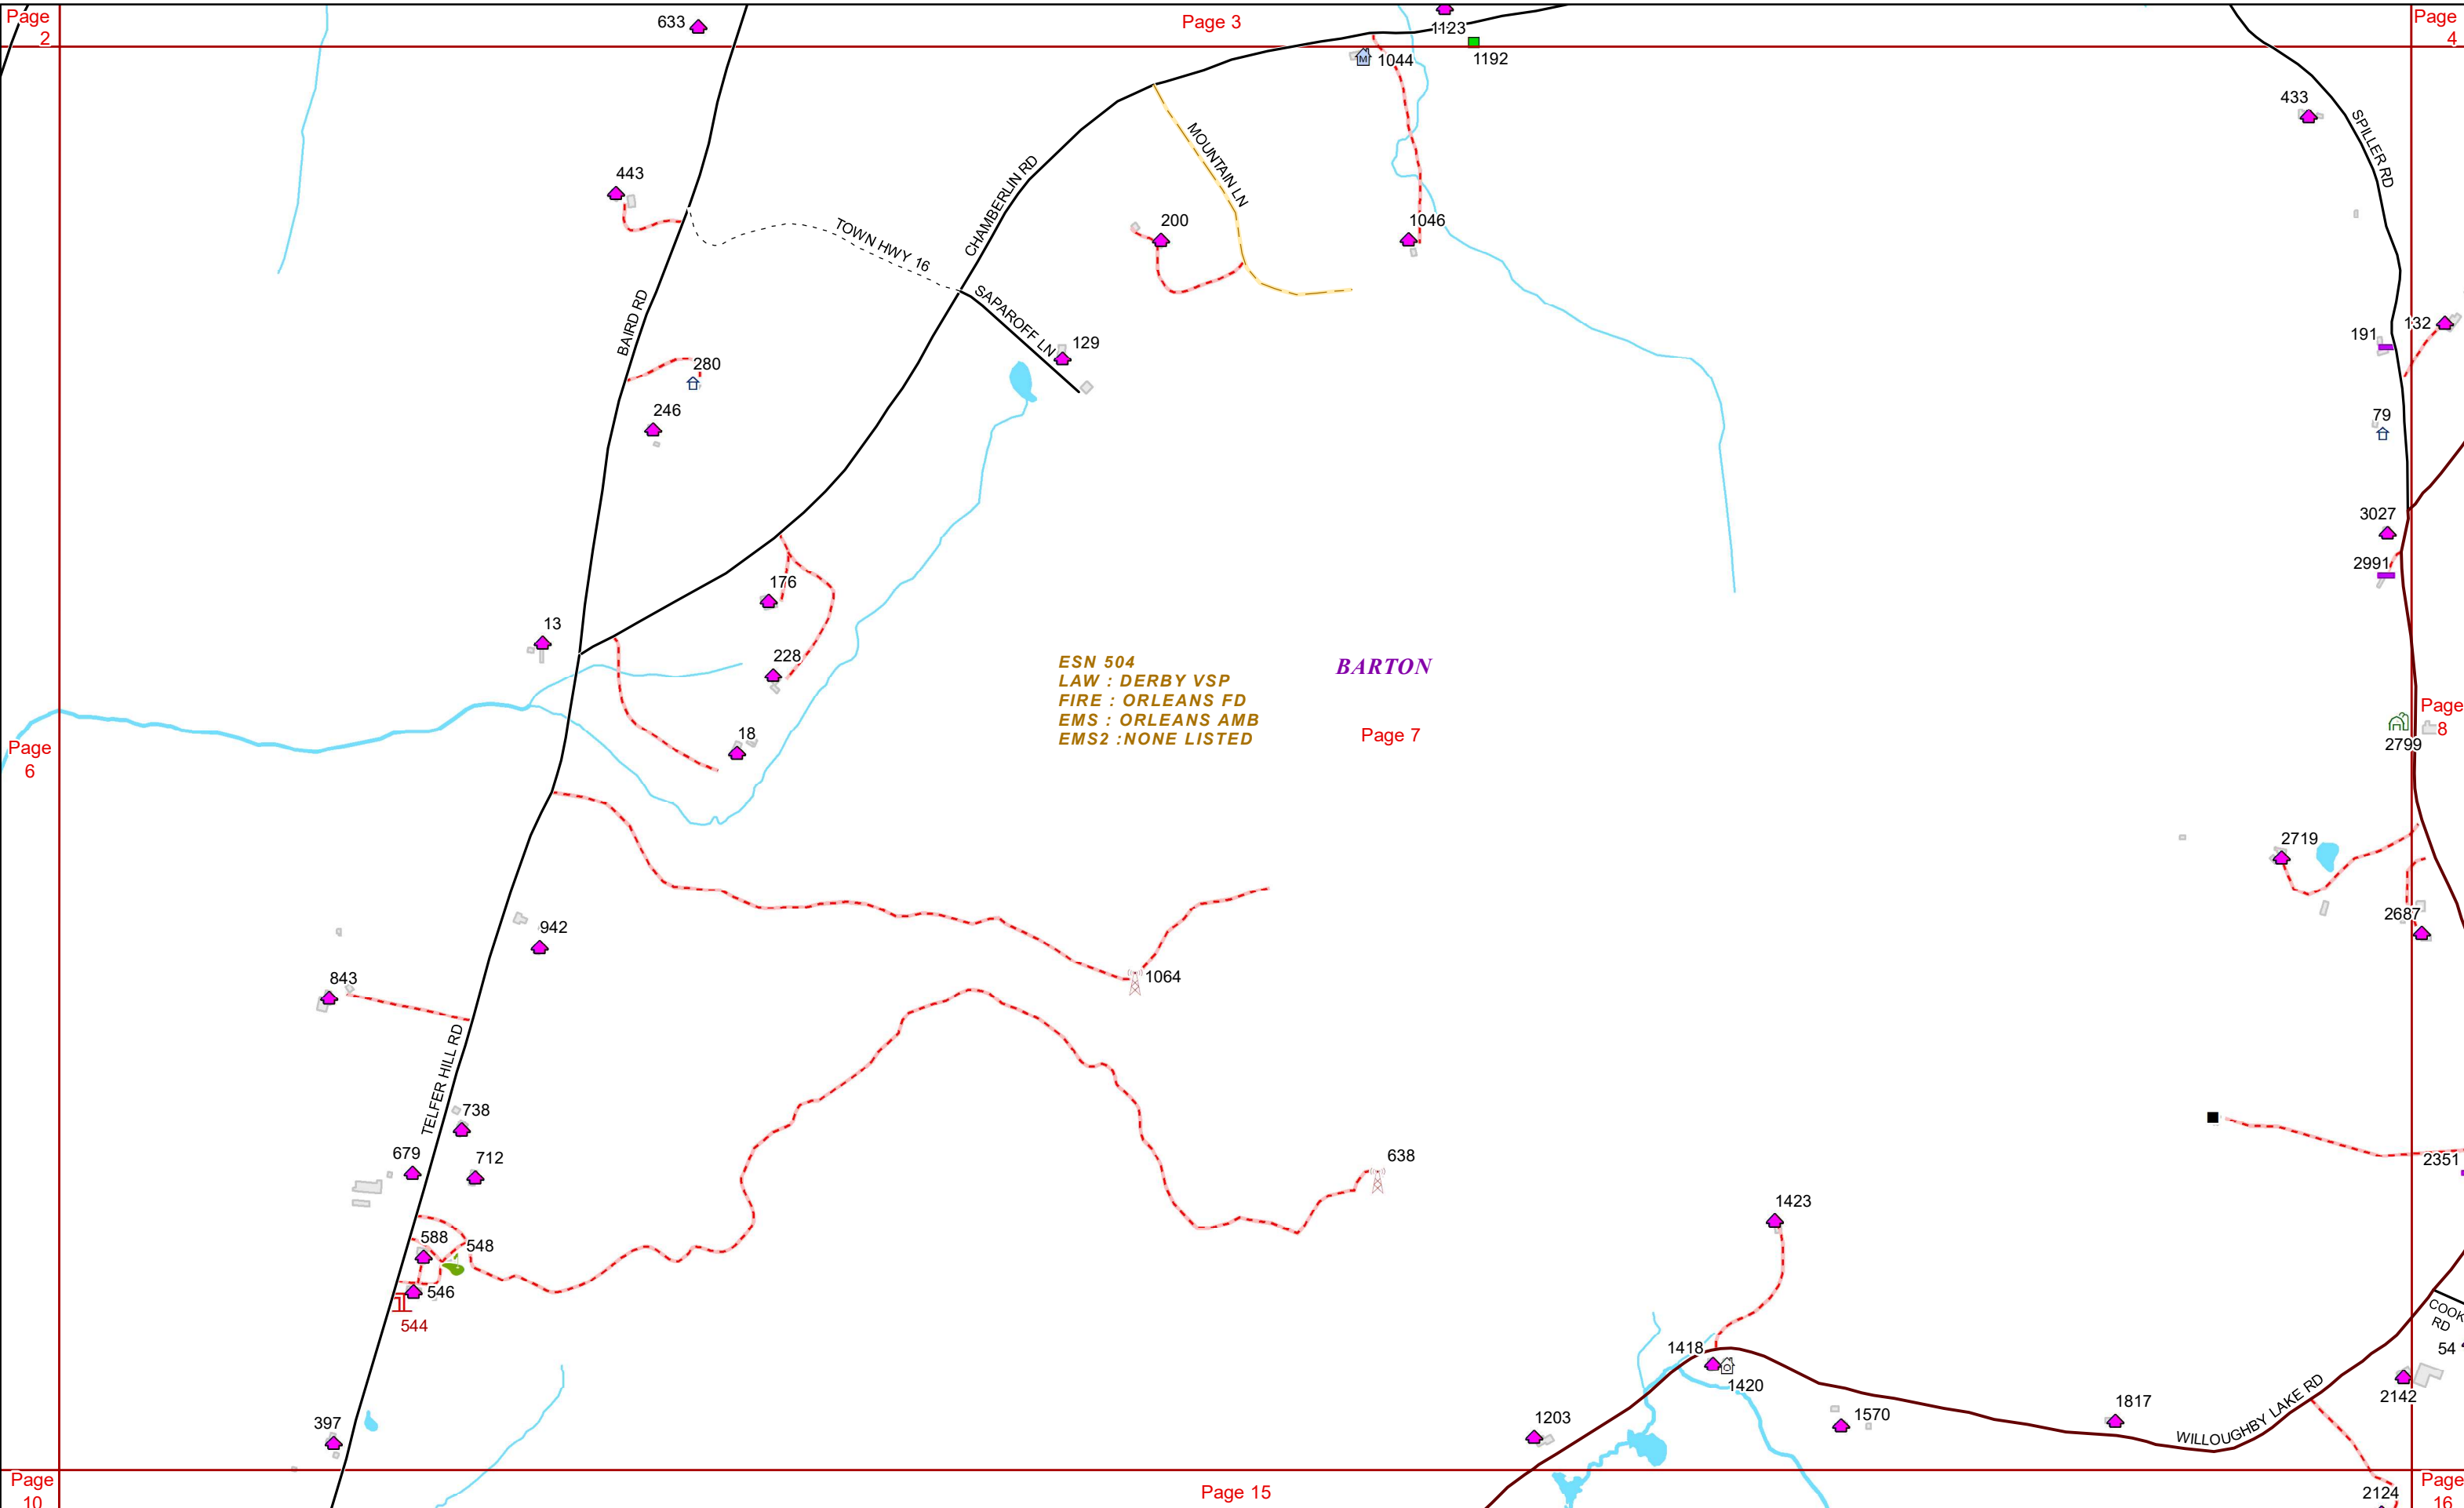 Page
2
633
Page 3
1123
1192
1044
Page
4
433
SPILLER RD
443
MOUNTAIN LN
CHAMBERLIN RD
TOWN HWY 16
200
1046
BAIRD RD
SAPAROFF LN
129
191
132
280
246
79
3027
2991
176
13
228
18
ESN 504
LAW : DERBY VSP
FIRE : ORLEANS FD
EMS : ORLEANS AMB
EMS2 :NONE LISTED
BARTON
Page 7
Page
6
Page
8
2799
2719
2687
942
843
1064
TELFER HILL RD
738
679
712
638
2351
588
548
546
544
1423
1418
1420
COOK
RD
54
2142
397
1203
1570
1817
WILLOUGHBY LAKE RD
Page
10
Page 15
2124
Page
16